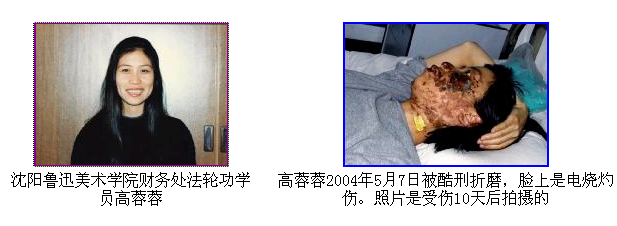 沈阳鲁迅美术学院财务处法轮功学
员高蓉蓉
高蓉蓉2004年5月7日被酷刑折磨，脸上是电烧灼
伤。照片是受伤10天后拍摄的